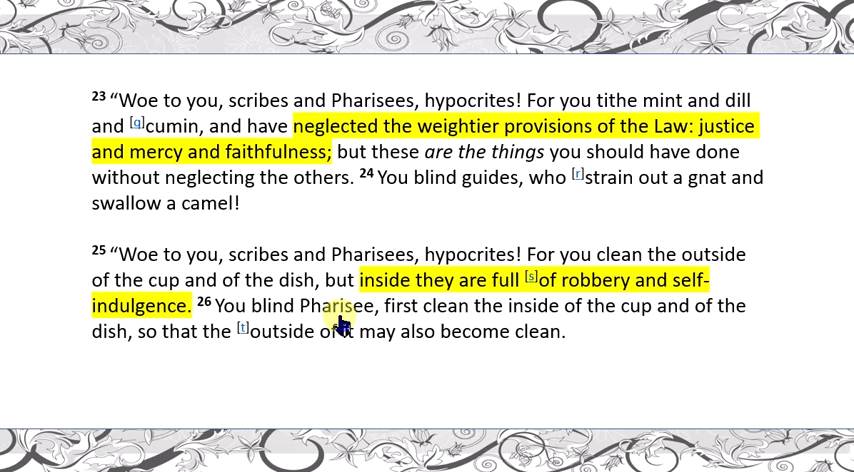 23 “Woe to you, scribes and Pharisees, hypocrites! For you tithe mint and dill
and [q]cumin, and have neglected the weightier provisions of the Law: justice
and mercy and faithfulness; but these are the things you should have done
without neglecting the others. 24 You blind guides, who [r]strain out a gnat and
swallow a camel!
25 “Woe to you, scribes and Pharisees, hypocrites! For you clean the outside
of the cup and of the dish, but inside they are full [s]of robbery and self-
indulgence. 26 You blind Pharisee, first clean the inside of the cup and of the
dish, so that the [t]outside of it may also become clean.